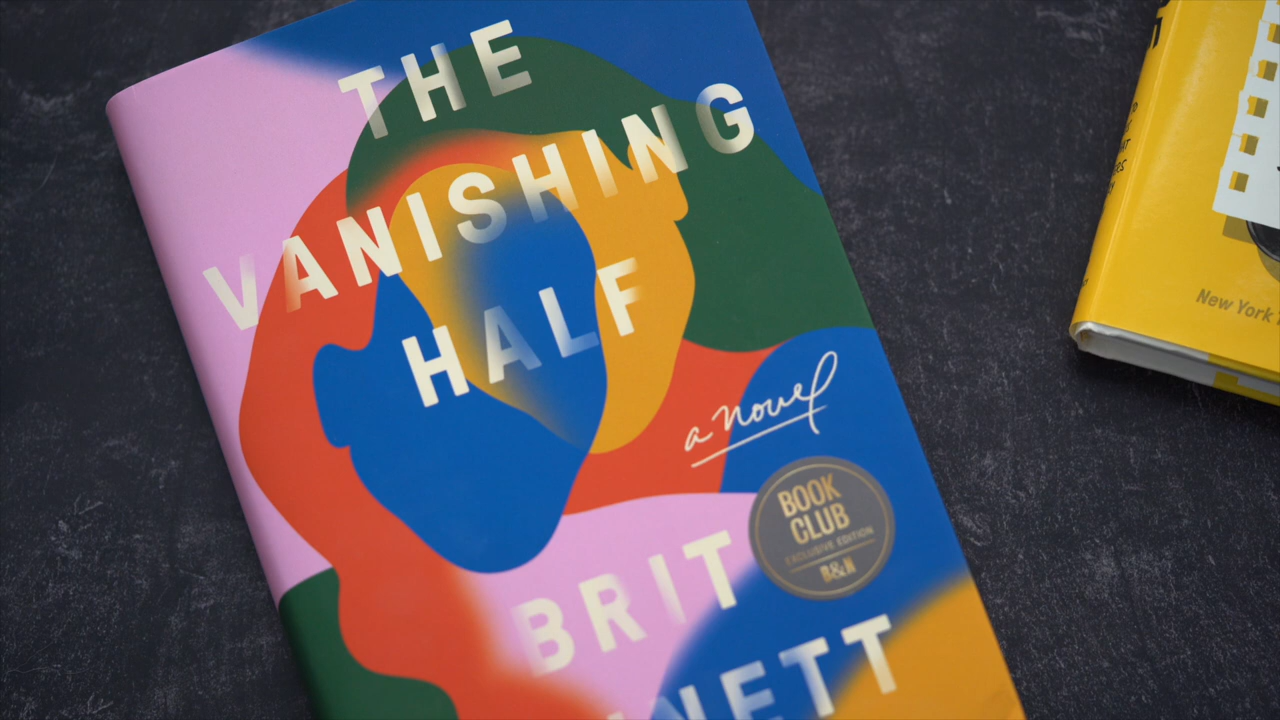 THE
VANISHING
HALF
a novel
BOOK
CLUB
EXCLUSIVE EDITION
B&N
BRIT
NETT
New York